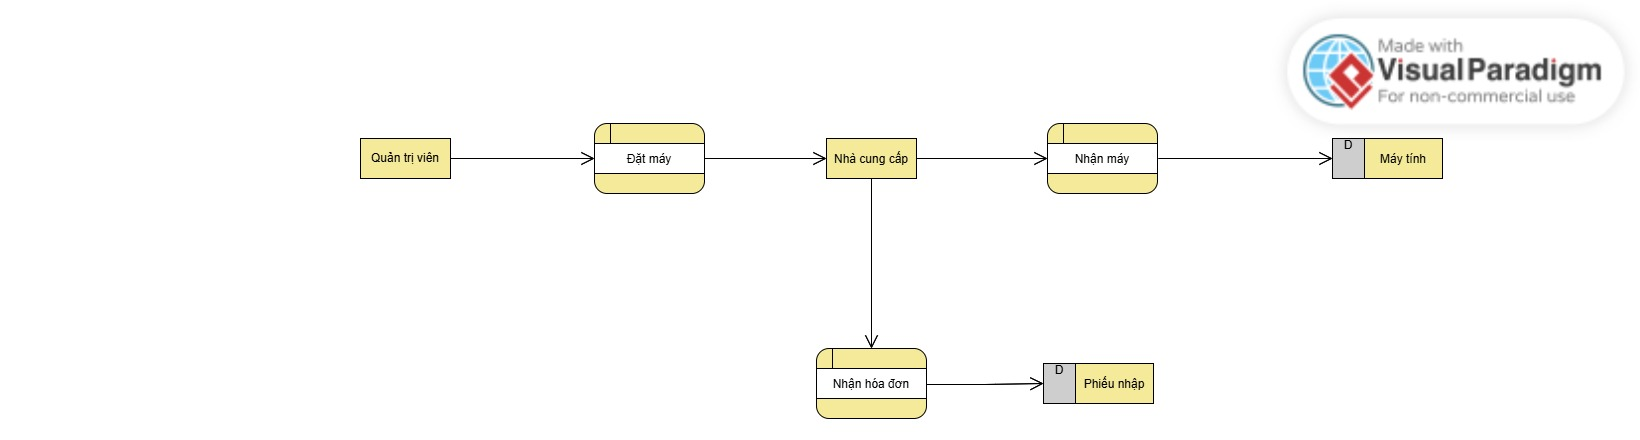 Made with
Visual Paradigm
For non-commercial use
Quản trị viên
Đặt máy
Nhà cung cấp
Nhận máy
D
Máy tính
Nhận hóa đơn
D
Phiếu nhập